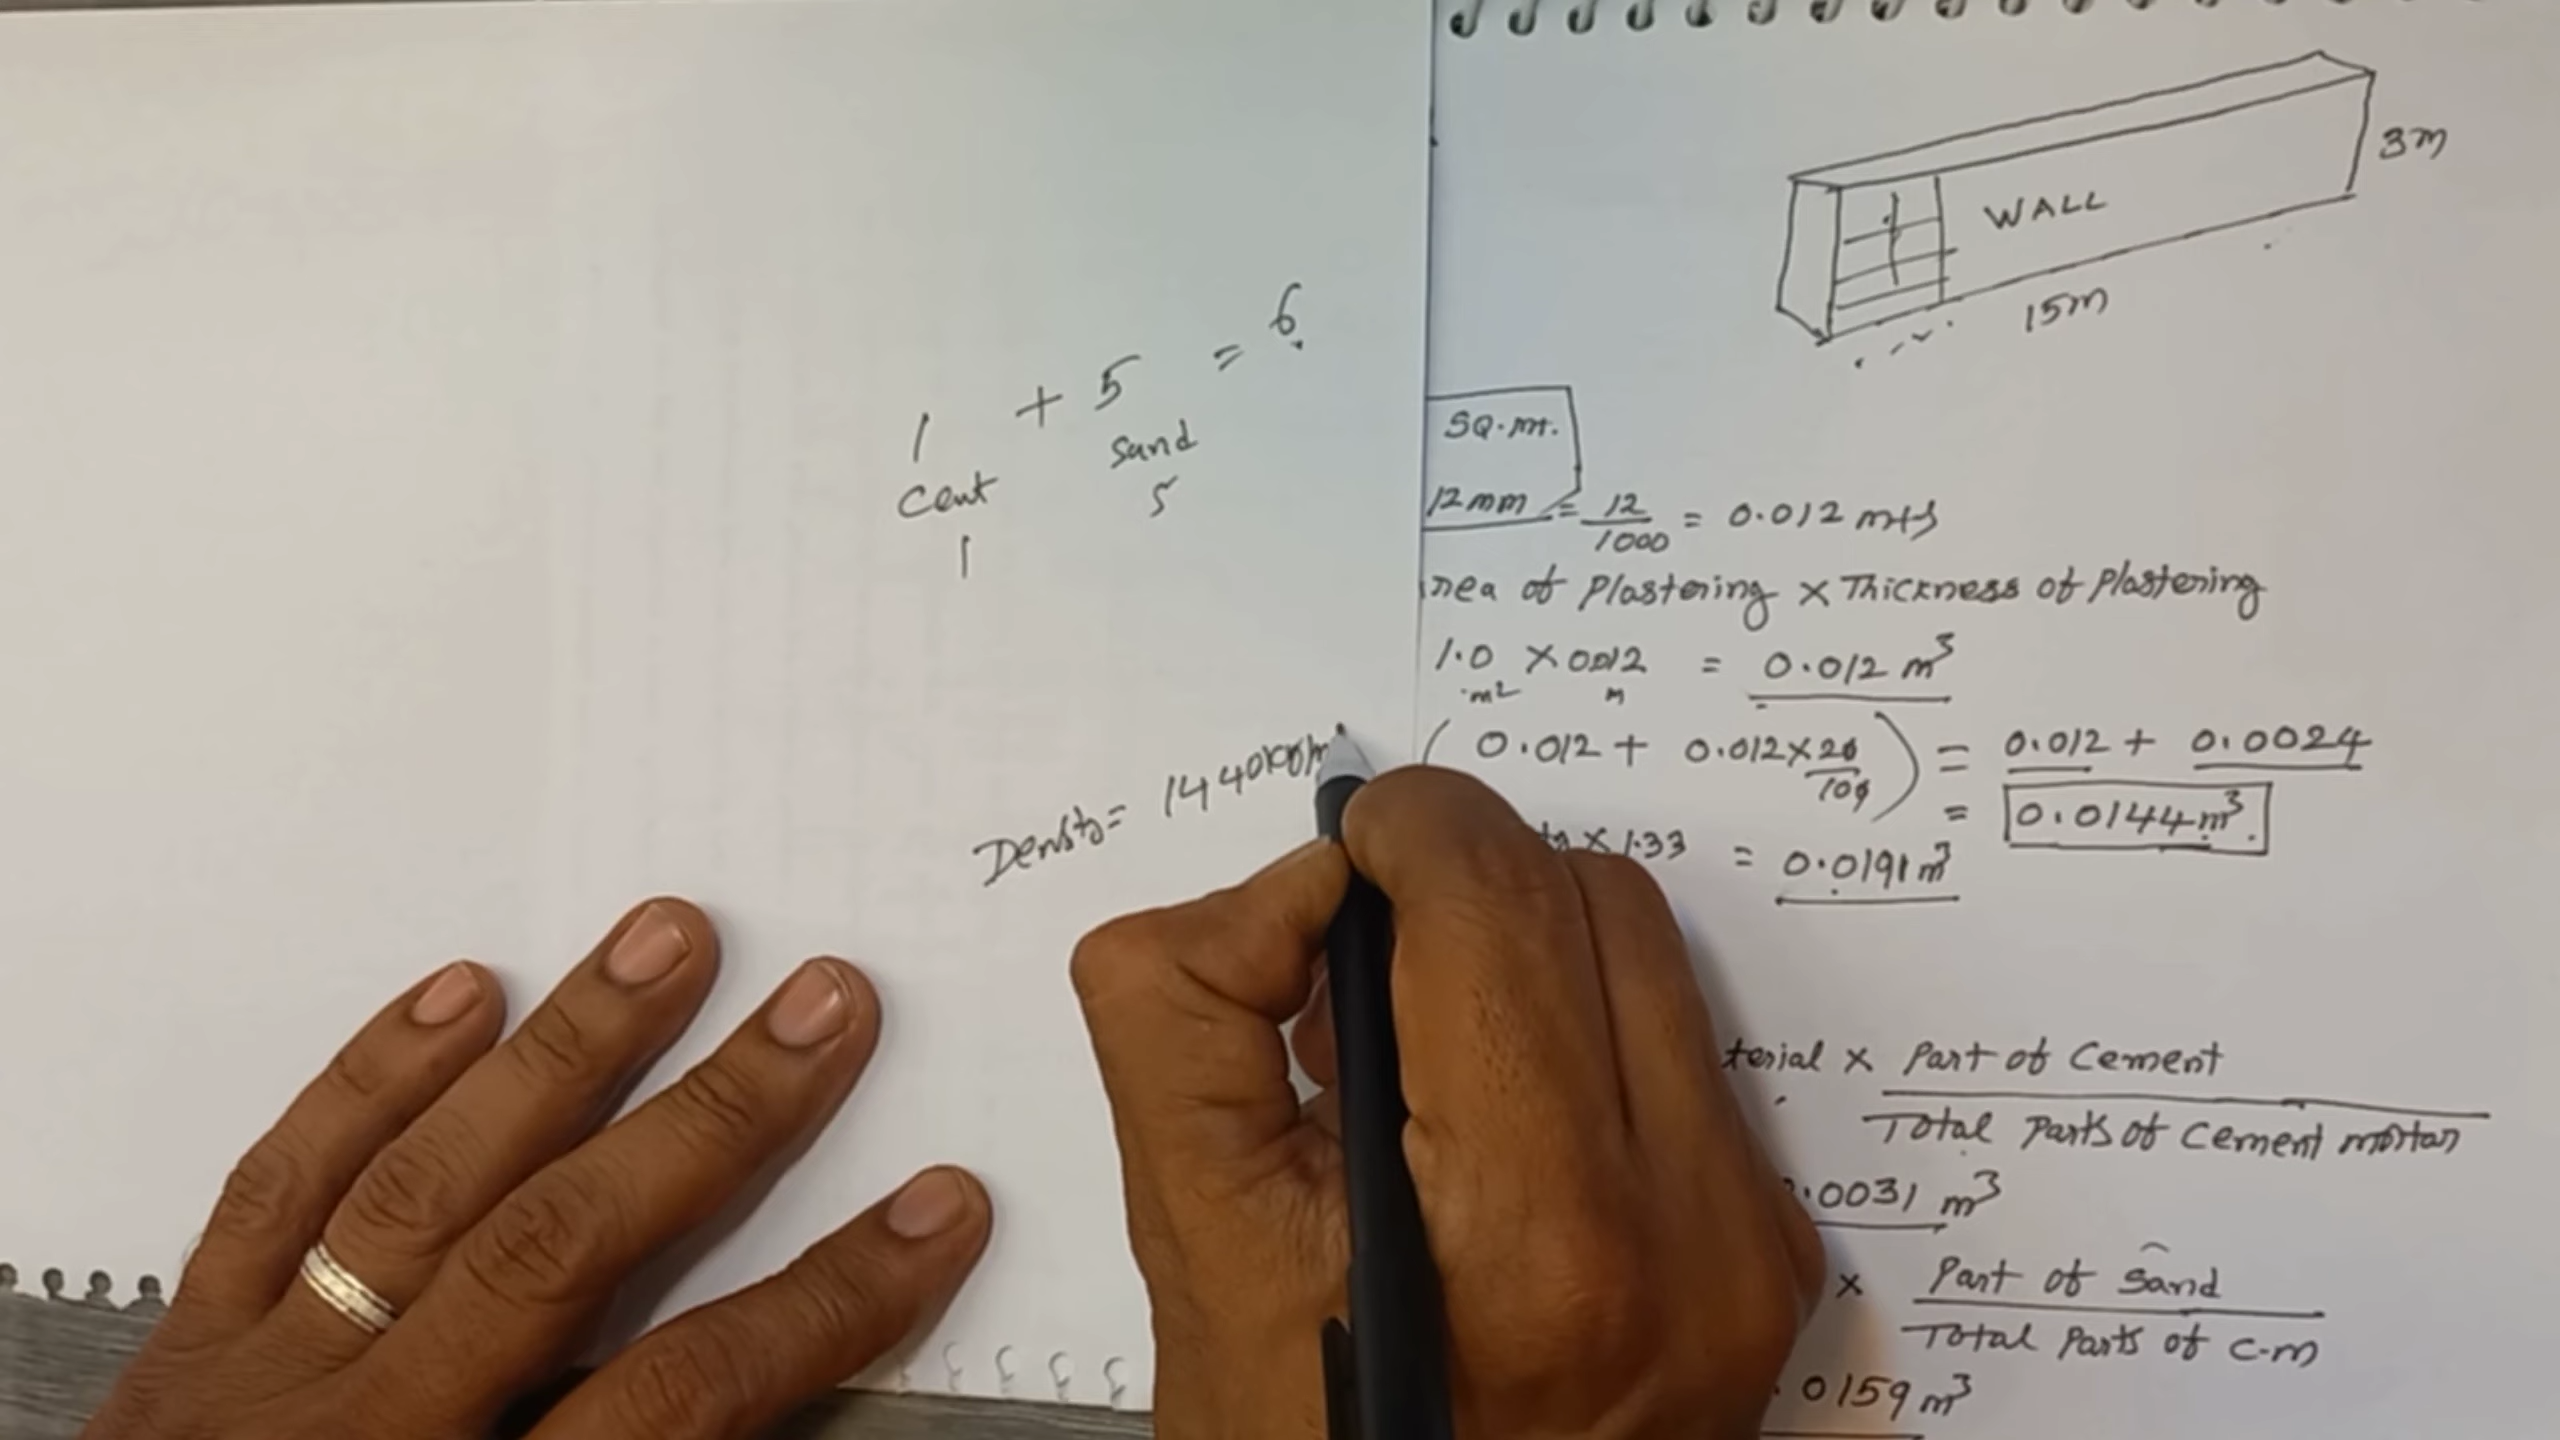 1 + 5 = 6
Cent sand
1 5
Density = 1440 kg/m
3m
WALL
15m
SQ.mt.
12mm = 12/1000 = 0.012 mts
rea of Plastering × Thickness of Plastering
1.0 × 0.012 = 0.012 m³
m² m
( 0.012 + 0.012 × 20/100 ) = 0.012 + 0.0024
= 0.0144 m³.
× 1.33 = 0.0191 m³
terial × Part of Cement
Total Parts of Cement mortar
.0031 m³
× Part of Sand
Total Parts of C.m
.0159 m³